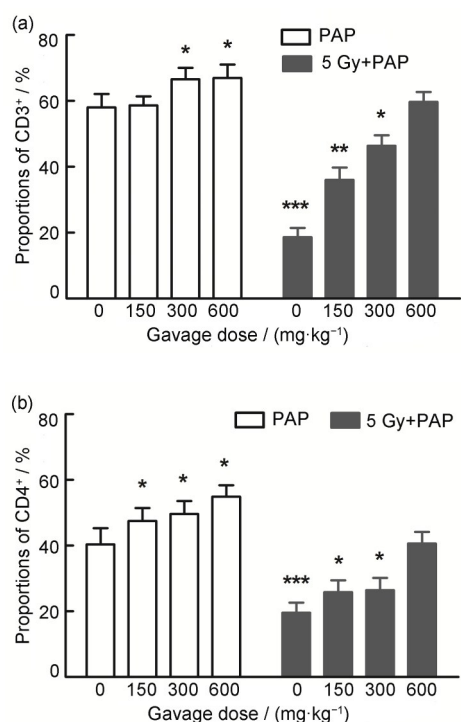 (a)
PAP
5 Gy+PAP
Proportions of CD3⁺ / %
80
60
40
20
0
* *
*** ** *
0 150 300 600 0 150 300 600
Gavage dose / (mg·kg⁻¹)
(b)
PAP 5 Gy+PAP
Proportions of CD4⁺ / %
80
60
40
20
0
* * *
*** * *
0 150 300 600 0 150 300 600
Gavage dose / (mg·kg⁻¹)